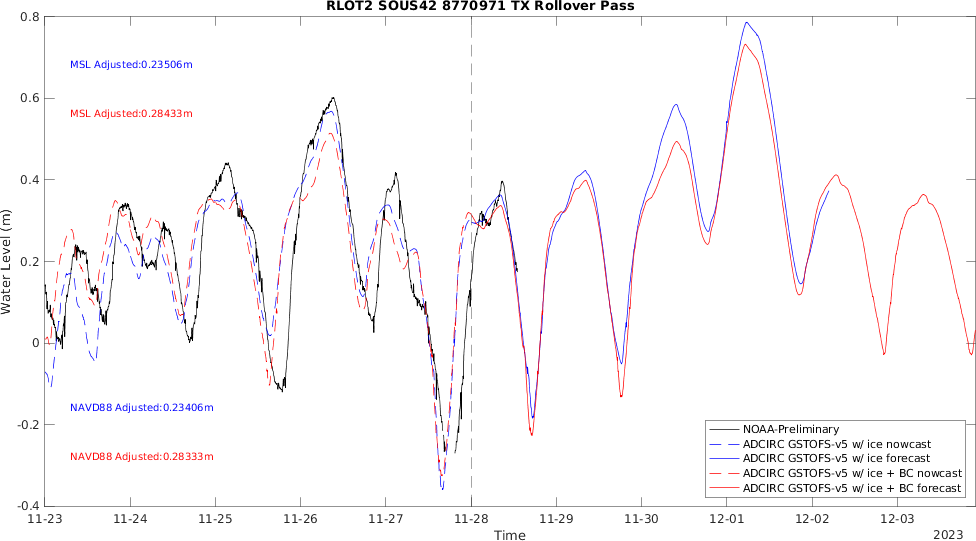 RLOT2 SOUS42 8770971 TX Rollover Pass
0.8
MSL Adjusted:0.23506m
0.6
MSL Adjusted:0.28433m
0.4
Water Level (m)
0.2
0
NAVD88 Adjusted:0.23406m
-0.2
NAVD88 Adjusted:0.28333m
-0.4
NOAA-Preliminary
ADCIRC GSTOFS-v5 w/ ice nowcast
ADCIRC GSTOFS-v5 w/ ice forecast
ADCIRC GSTOFS-v5 w/ ice + BC nowcast
ADCIRC GSTOFS-v5 w/ ice + BC forecast
11-23 11-24 11-25 11-26 11-27 11-28 11-29 11-30 12-01 12-02 12-03
Time
2023